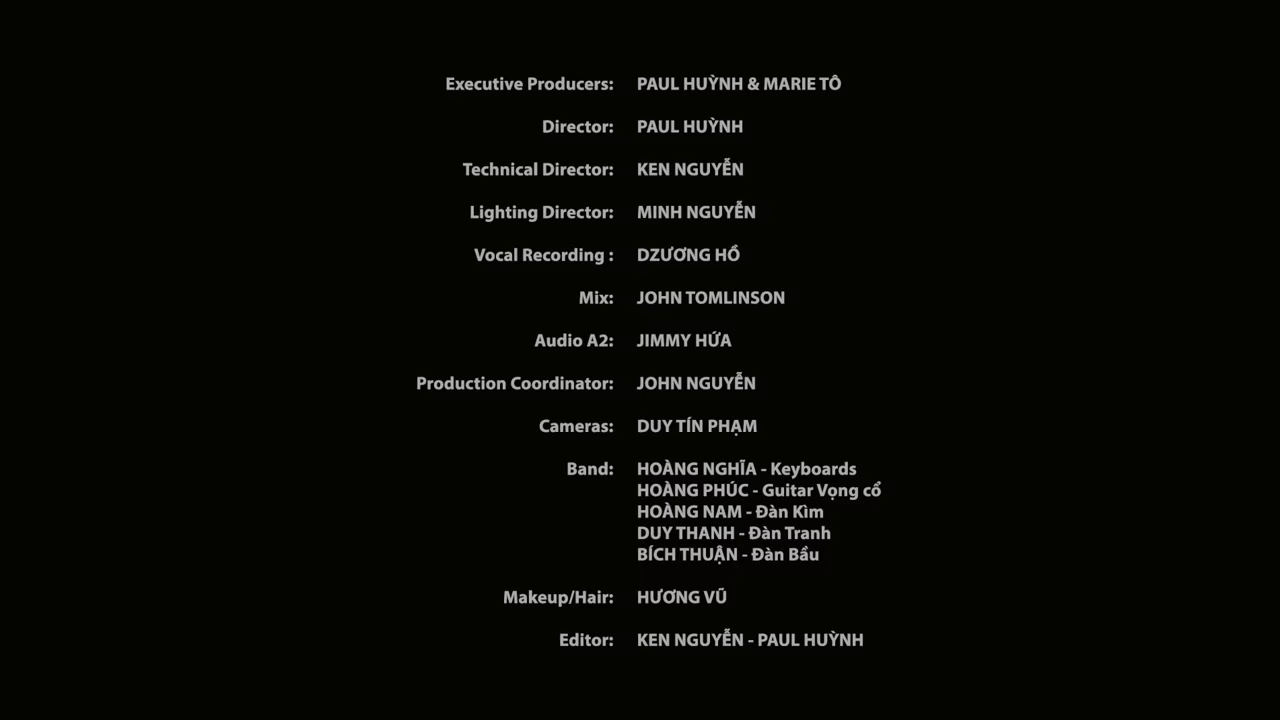 Executive Producers: PAUL HUỲNH & MARIE TÔ
Director: PAUL HUỲNH
Technical Director: KEN NGUYỄN
Lighting Director: MINH NGUYỄN
Vocal Recording : DZƯƠNG HỒ
Mix: JOHN TOMLINSON
Audio A2: JIMMY HỨA
Production Coordinator: JOHN NGUYỄN
Cameras: DUY TÍN PHẠM
Band: HOÀNG NGHĨA - Keyboards
HOÀNG PHÚC - Guitar Vọng cổ
HOÀNG NAM - Đàn Kìm
DUY THANH - Đàn Tranh
BÍCH THUẬN - Đàn Bầu
Makeup/Hair: HƯƠNG VŨ
Editor: KEN NGUYỄN - PAUL HUỲNH